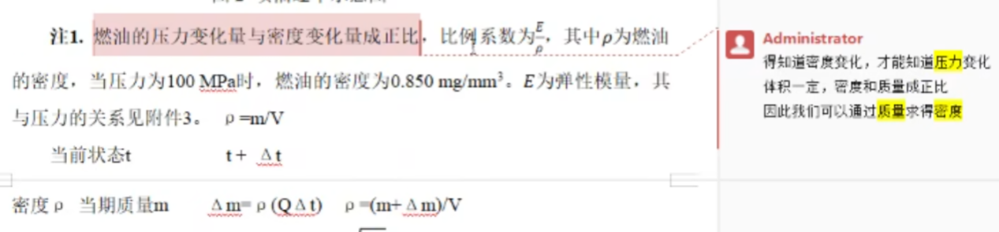 注1. 燃油的压力变化量与密度变化量成正比，比例系数为E/ρ，其中ρ为燃油
的密度，当压力为100 MPa时，燃油的密度为0.850 mg/mm³。E为弹性模量，其
与压力的关系见附件3。 ρ=m/V
当前状态t t+ Δt
密度ρ 当期质量m Δm=ρ(QΔt) ρ=(m+Δm)/V
Administrator
得知道密度变化，才能知道压力变化
体积一定，密度和质量成正比
因此我们可以通过质量求得密度